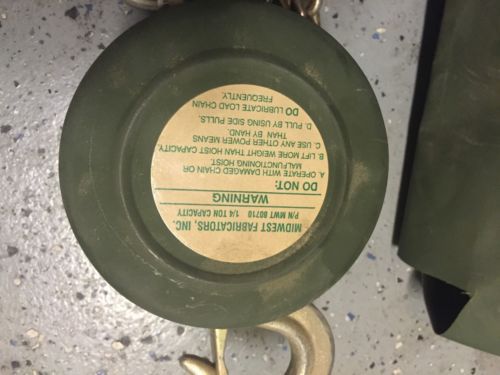 MIDWEST FABRICATORS, INC.
P/N MWT 80710 1/4 TON CAPACITY
WARNING
DO NOT:
A. OPERATE WITH DAMAGED CHAIN OR
MALFUNCTIONING HOIST.
B. LIFT MORE WEIGHT THAN HOIST CAPACITY.
C. USE ANY OTHER POWER MEANS
THAN BY HAND.
D. PULL BY USING SIDE PULLS.
DO LUBRICATE LOAD CHAIN
FREQUENTLY.